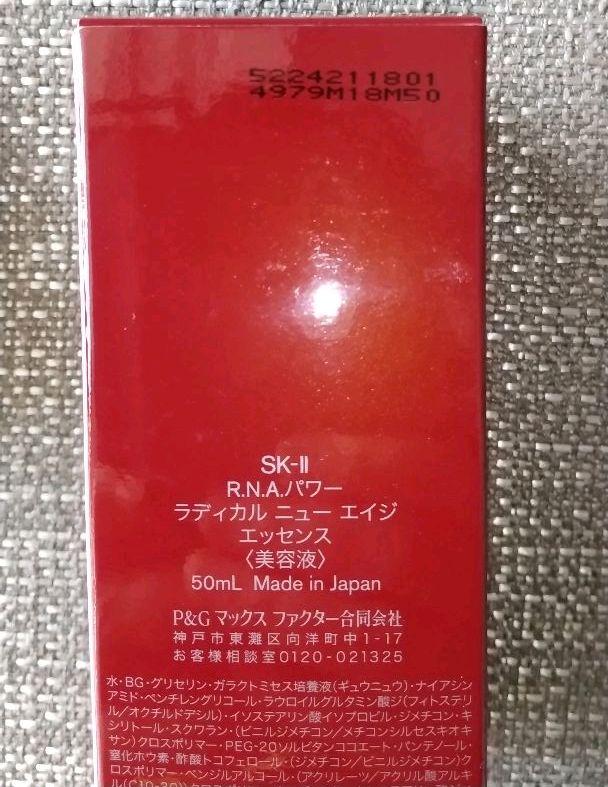 5224211801
4979M18M50
SK-II
R.N.A.パワー
ラディカル ニュー エイジ
エッセンス
〈美容液〉
50mL Made in Japan
P&G マックス ファクター合同会社
神戸市東灘区向洋町中1-17
お客様相談室0120-021325
水・BG・グリセリン・ガラクトミセス培養液(ギュウニュウ)・ナイアシン
アミド・ペンチレングリコール・ラウロイルグルタミン酸ジ(フィトステリ
ル/オクチルドデシル)・イソステアリン酸イソプロピル・ジメチコン・キ
シリトール・スクワラン・(ビニルジメチコン/メチコンシルセスキオキ
サン)クロスポリマー・PEG-20ソルビタンココエート・パンテノール・
窒化ホウ素・酢酸トコフェロール・(ジメチコン/ビニルジメチコン)ク
ロスポリマー・ベンジルアルコール・(アクリレーツ/アクリル酸アルキ
ル(C10-30))